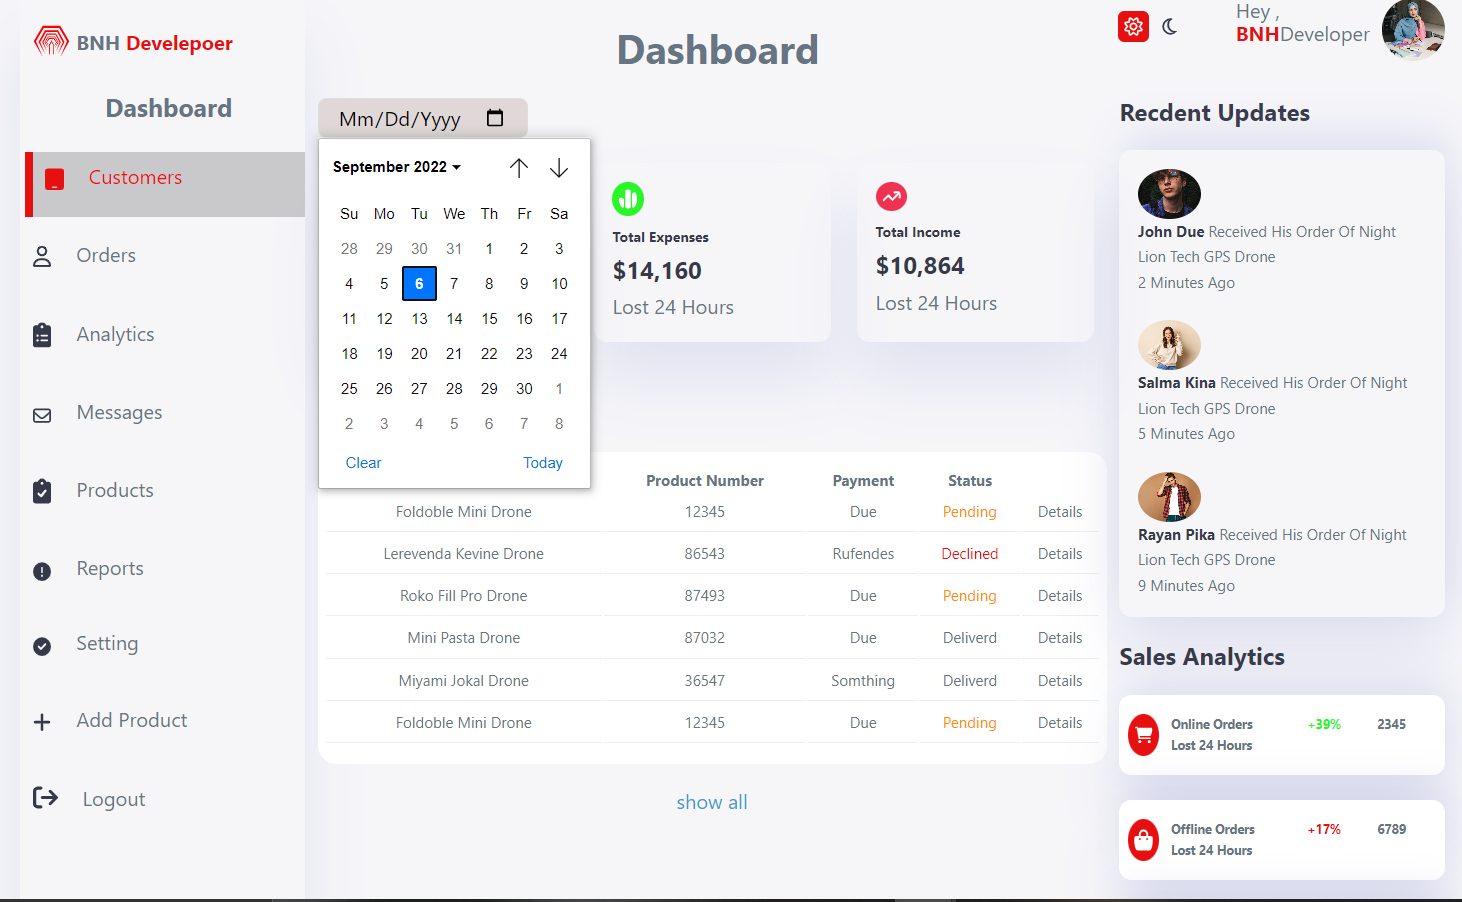 BNH Develepoer
Dashboard
Customers
Orders
Analytics
Messages
Products
Reports
Setting
Add Product
Logout
Dashboard
Mm/Dd/Yyyy
September 2022
Su Mo Tu We Th Fr Sa
28 29 30 31 1 2 3
4 5 6 7 8 9 10
11 12 13 14 15 16 17
18 19 20 21 22 23 24
25 26 27 28 29 30 1
2 3 4 5 6 7 8
Clear Today
Total Expenses
$14,160
Lost 24 Hours
Total Income
$10,864
Lost 24 Hours
Product Number Payment Status
Foldoble Mini Drone 12345 Due Pending Details
Lerevenda Kevine Drone 86543 Rufendes Declined Details
Roko Fill Pro Drone 87493 Due Pending Details
Mini Pasta Drone 87032 Due Deliverd Details
Miyami Jokal Drone 36547 Somthing Deliverd Details
Foldoble Mini Drone 12345 Due Pending Details
show all
Hey ,
BNHDeveloper
Recdent Updates
John Due Received His Order Of Night
Lion Tech GPS Drone
2 Minutes Ago
Salma Kina Received His Order Of Night
Lion Tech GPS Drone
5 Minutes Ago
Rayan Pika Received His Order Of Night
Lion Tech GPS Drone
9 Minutes Ago
Sales Analytics
Online Orders +39% 2345
Lost 24 Hours
Offline Orders +17% 6789
Lost 24 Hours